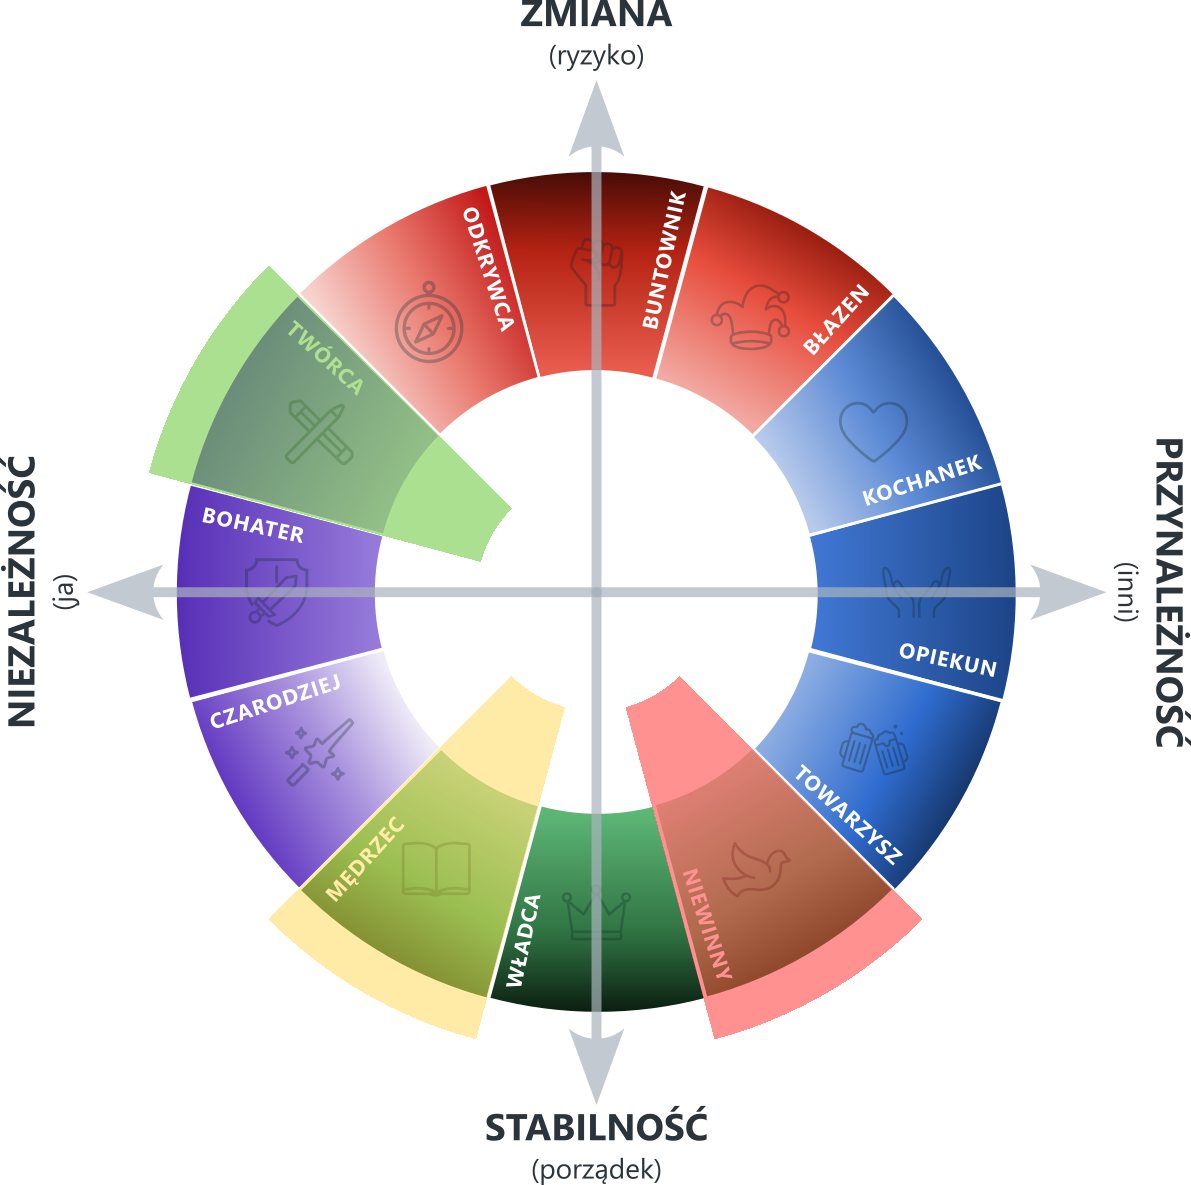 ZMIANA
(ryzyko)
ODKRYWCA
BUNTOWNIK
BŁAZEN
TWÓRCA
KOCHANEK
BOHATER
NIEZALEŻNOŚĆ
(ja)
PRZYNALEŻNOŚĆ
(inni)
OPIEKUN
CZARODZIEJ
TOWARZYSZ
MĘDRZEC
WŁADCA
NIEWINNY
STABILNOŚĆ
(porządek)